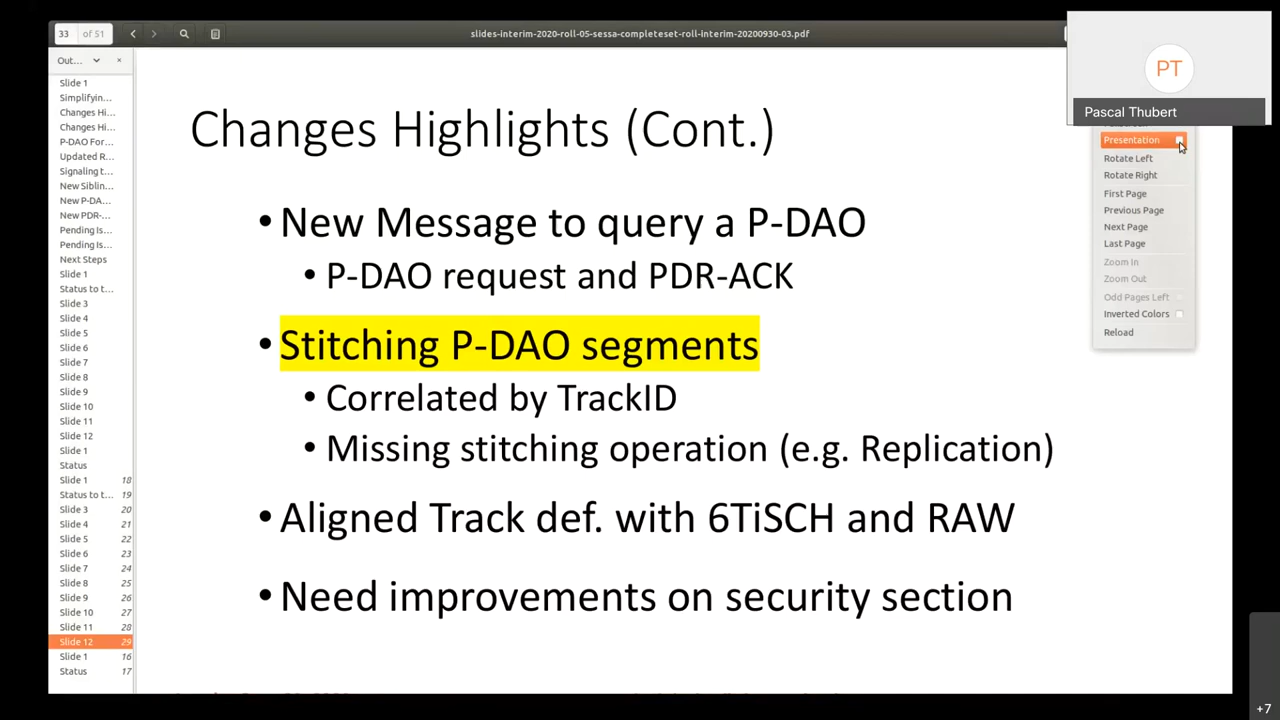 33 of 51
slides-interim-2020-roll-05-sessa-completeset-roll-interim-20200930-03.pdf
Out...
Slide 1
Simplifyin...
Changes Hi...
Changes Hi...
P-DAO For...
Updated R...
Signaling t...
New Siblin...
New P-DA...
New PDR-...
Pending Is...
Pending Is...
Next Steps
Slide 1
Status to t...
Slide 3
Slide 4
Slide 5
Slide 6
Slide 7
Slide 8
Slide 9
Slide 10
Slide 11
Slide 12
Slide 1
Status
Slide 1 18
Status to t... 19
Slide 3 20
Slide 4 21
Slide 5 22
Slide 6 23
Slide 7 24
Slide 8 25
Slide 9 26
Slide 10 27
Slide 11 28
Slide 12 29
Slide 1 16
Status 17
Changes Highlights (Cont.)
• New Message to query a P-DAO
• P-DAO request and PDR-ACK
• Stitching P-DAO segments
• Correlated by TrackID
• Missing stitching operation (e.g. Replication)
• Aligned Track def. with 6TiSCH and RAW
• Need improvements on security section
PT
Pascal Thubert
Presentation
Rotate Left
Rotate Right
First Page
Previous Page
Next Page
Last Page
Zoom In
Zoom Out
Odd Pages Left
Inverted Colors
Reload
+7